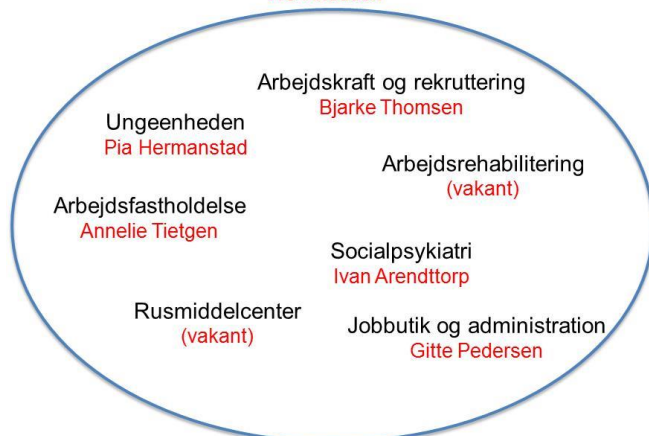 Arbejdskraft og rekruttering
Bjarke Thomsen
Ungeenheden
Pia Hermanstad
Arbejdsrehabilitering
(vakant)
Arbejdsfastholdelse
Annelie Tietgen
Socialpsykiatri
Ivan Arendttorp
Rusmiddelcenter
(vakant)
Jobbutik og administration
Gitte Pedersen